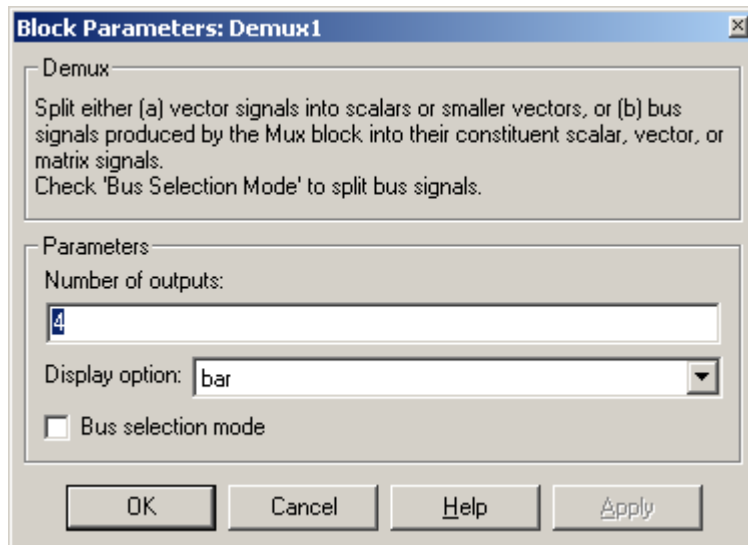 Block Parameters: Demux1
Demux
Split either (a) vector signals into scalars or smaller vectors, or (b) bus
signals produced by the Mux block into their constituent scalar, vector, or
matrix signals.
Check 'Bus Selection Mode' to split bus signals.
Parameters
Number of outputs:
4
Display option: bar
Bus selection mode
OK Cancel Help Apply